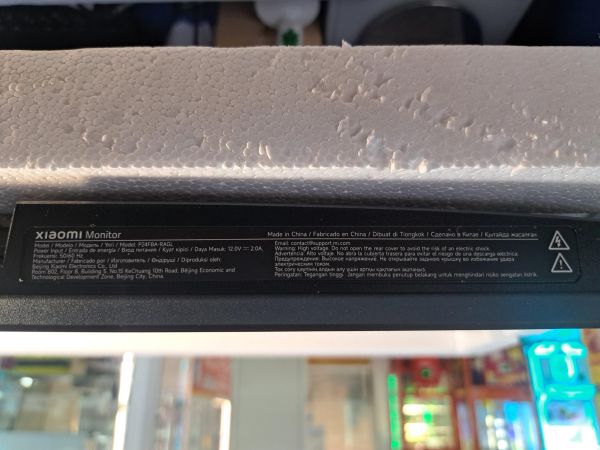 xiaomi Monitor
Model / Modelo / Модель / Үлгі / Model: P24FBA-RAGL
Power Input / Entrada de energía / Вход питания / Қуат кірісі / Daya Masuk: 12.0V 2.0A,
Frekuensi: 50/60 Hz
Manufacturer / Fabricado por / Изготовитель / Өндіруші / Diproduksi oleh:
Beijing Xiaomi Electronics Co., Ltd
Room 802, Floor 8, Building 5, No.15 KeChuang 10th Road, Beijing Economic and
Technological Development Zone, Beijing City, China.
Made in China / Fabricado en China / Dibuat di Tiongkok / Сделано в Китае / Қытайда жасалған
Email: contact@support.mi.com
Warning: High voltage. Do not open the rear cover to avoid the risk of an electric shock.
Advertencia: Alto voltaje. No abra la cubierta trasera para evitar el riesgo de una descarga eléctrica.
Предупреждение: Высокое напряжение. Не открывайте заднюю крышку во избежание удара
электрическим током.
Ток соғу қаупінің алдын алу үшін артқы қақпақты ашпаңыз.
Peringatan: Tegangan tinggi. Jangan membuka penutup belakang untuk menghindari risiko sengatan listrik.